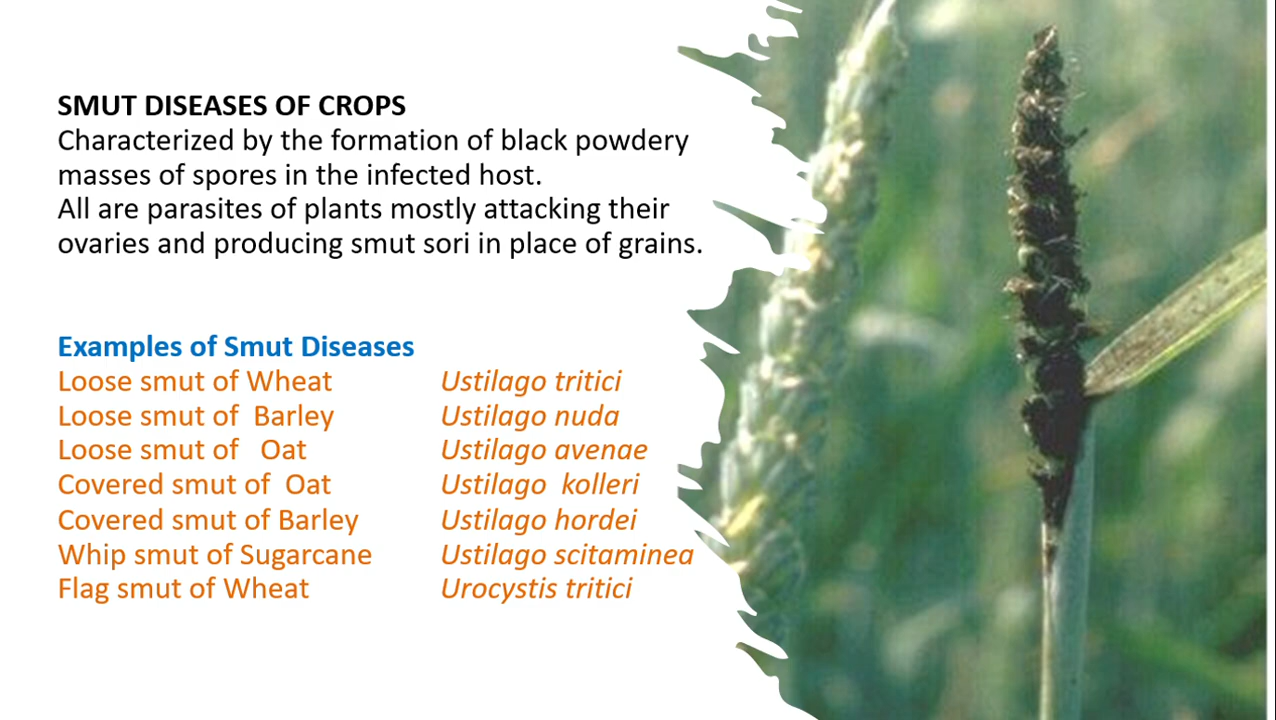 SMUT DISEASES OF CROPS
Characterized by the formation of black powdery
masses of spores in the infected host.
All are parasites of plants mostly attacking their
ovaries and producing smut sori in place of grains.
Examples of Smut Diseases
Loose smut of Wheat Ustilago tritici
Loose smut of Barley Ustilago nuda
Loose smut of Oat Ustilago avenae
Covered smut of Oat Ustilago kolleri
Covered smut of Barley Ustilago hordei
Whip smut of Sugarcane Ustilago scitaminea
Flag smut of Wheat Urocystis tritici